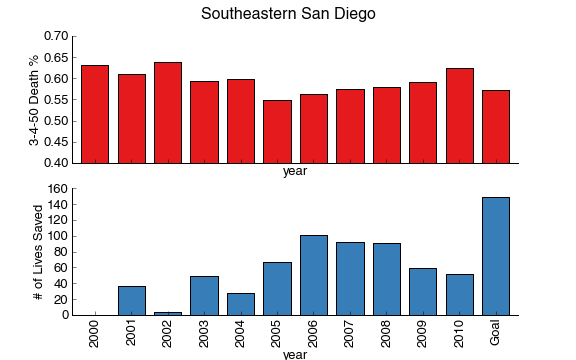 Southeastern San Diego
0.70
0.65
0.60
0.55
0.50
0.45
0.40
3-4-50 Death %
year
160
140
120
100
80
60
40
20
0
# of Lives Saved
2000 2001 2002 2003 2004 2005 2006 2007 2008 2009 2010 Goal
year